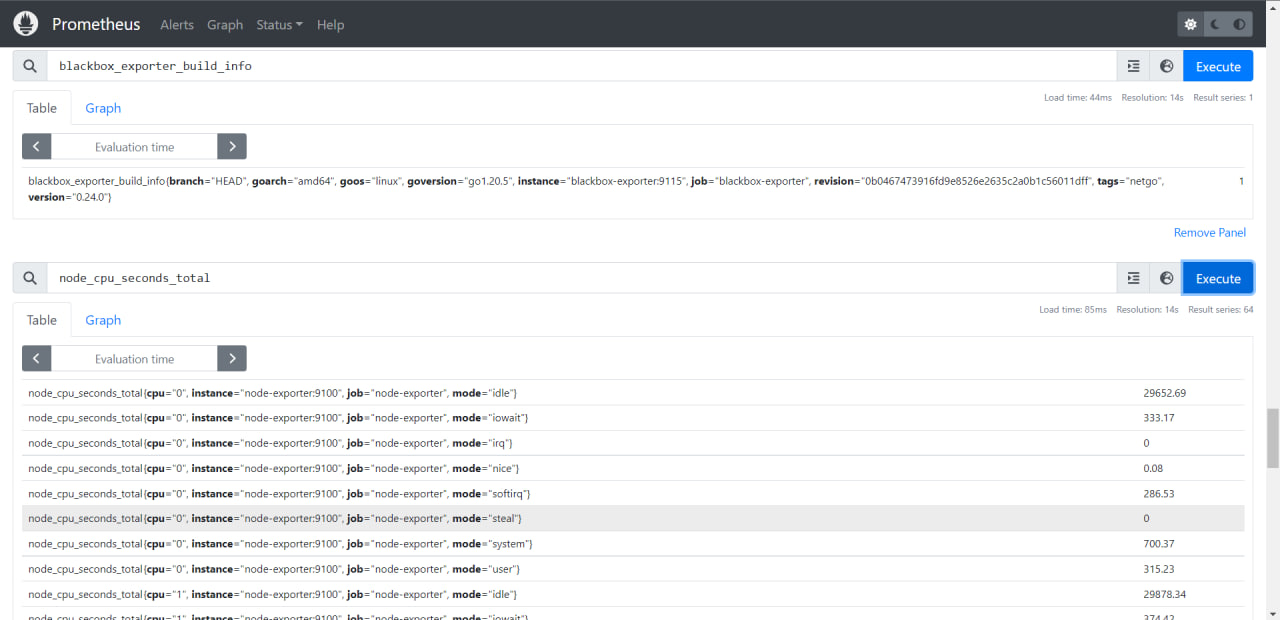 Prometheus Alerts Graph Status Help
blackbox_exporter_build_info Execute
Load time: 44ms Resolution: 14s Result series: 1
Table Graph
Evaluation time
blackbox_exporter_build_info{branch="HEAD", goarch="amd64", goos="linux", goversion="go1.20.5", instance="blackbox-exporter:9115", job="blackbox-exporter", revision="0b0467473916fd9e8526e2635c2a0b1c56011dff", tags="netgo", 1
version="0.24.0"}
Remove Panel
node_cpu_seconds_total Execute
Load time: 85ms Resolution: 14s Result series: 64
Table Graph
Evaluation time
node_cpu_seconds_total{cpu="0", instance="node-exporter:9100", job="node-exporter", mode="idle"} 29652.69
node_cpu_seconds_total{cpu="0", instance="node-exporter:9100", job="node-exporter", mode="iowait"} 333.17
node_cpu_seconds_total{cpu="0", instance="node-exporter:9100", job="node-exporter", mode="irq"} 0
node_cpu_seconds_total{cpu="0", instance="node-exporter:9100", job="node-exporter", mode="nice"} 0.08
node_cpu_seconds_total{cpu="0", instance="node-exporter:9100", job="node-exporter", mode="softirq"} 286.53
node_cpu_seconds_total{cpu="0", instance="node-exporter:9100", job="node-exporter", mode="steal"} 0
node_cpu_seconds_total{cpu="0", instance="node-exporter:9100", job="node-exporter", mode="system"} 700.37
node_cpu_seconds_total{cpu="0", instance="node-exporter:9100", job="node-exporter", mode="user"} 315.23
node_cpu_seconds_total{cpu="1", instance="node-exporter:9100", job="node-exporter", mode="idle"} 29878.34
node_cpu_seconds_total{cpu="1", instance="node-exporter:9100", job="node-exporter", mode="iowait"} 374.42